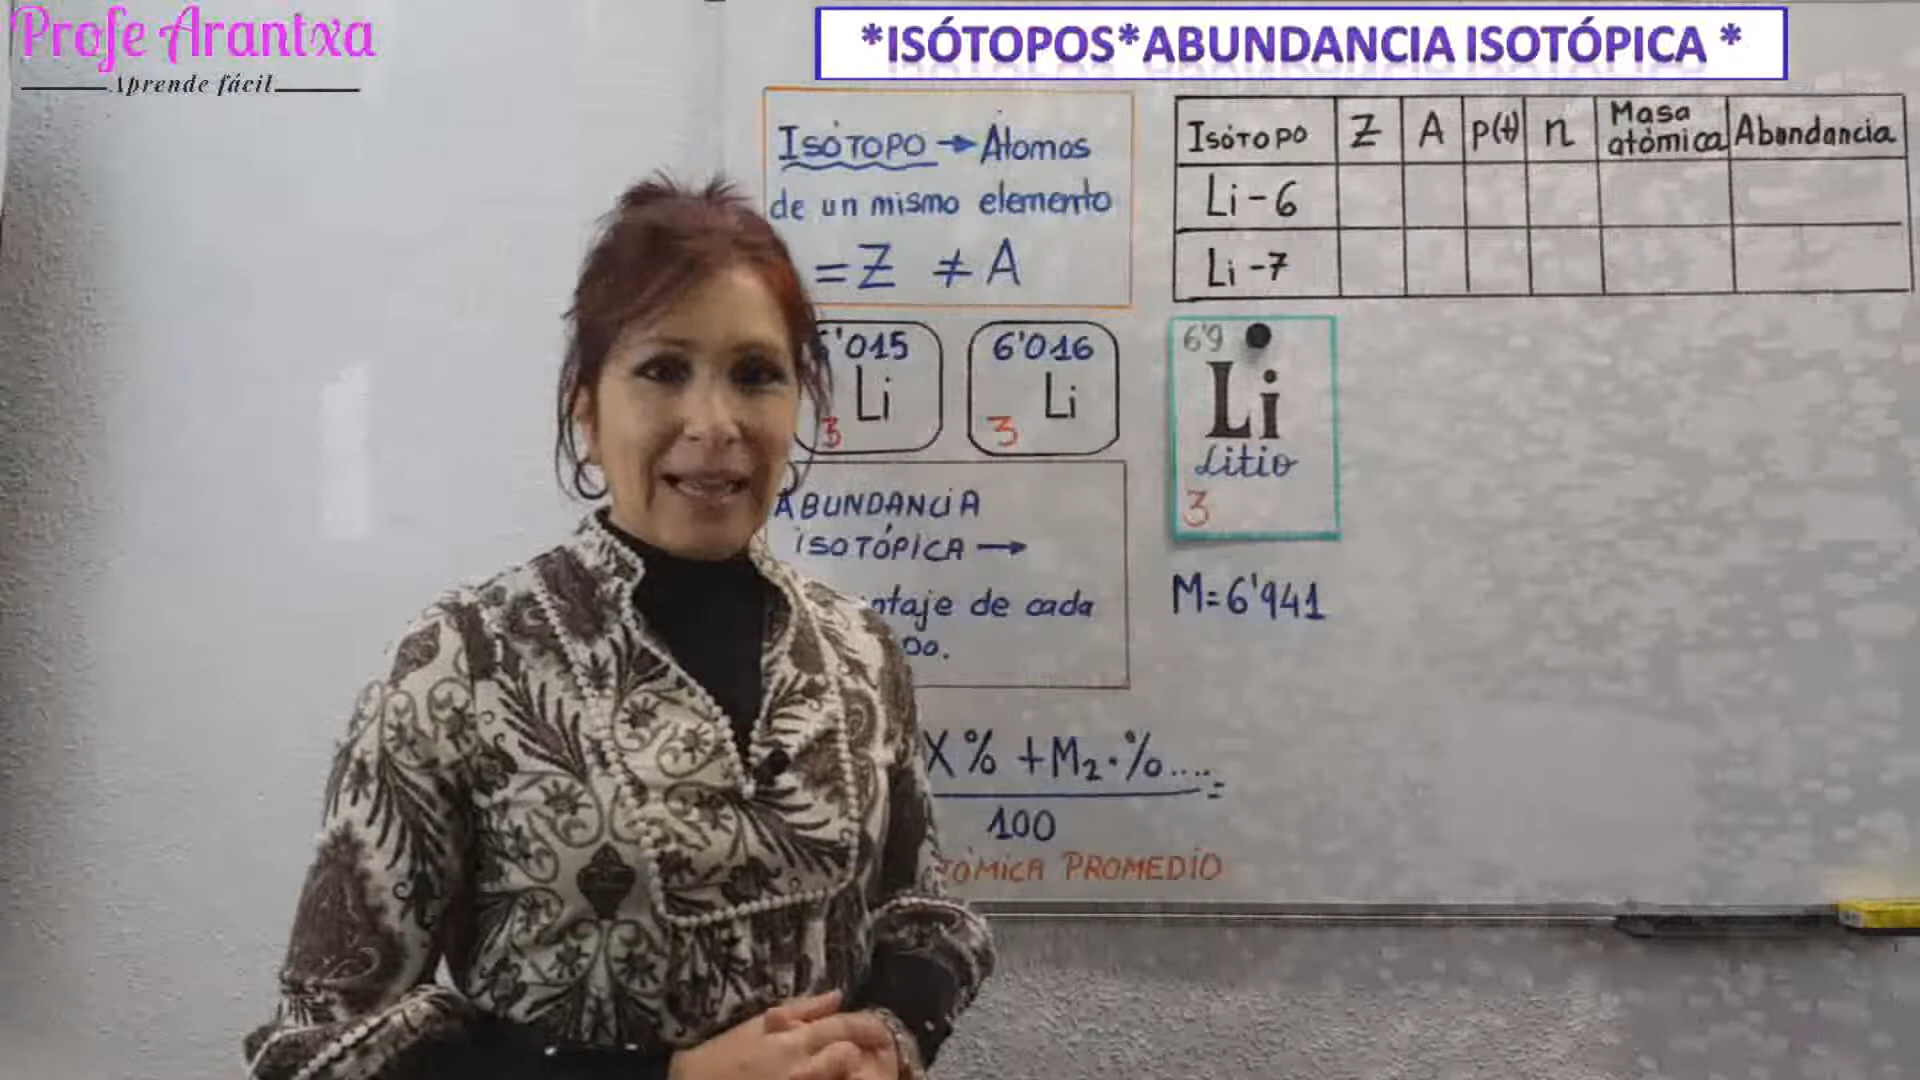 Profe Arantxa
Aprende fácil
*ISÓTOPOS*ABUNDANCIA ISOTÓPICA *
ISÓTOPO → Átomos
de un mismo elemento
= Z ≠ A
6'015
Li
3
6'016
Li
3
ABUNDANCIA
ISOTÓPICA →
de cada
X % + M₂ · % .... =
100
PROMEDIO
Isótopo Z A p(+) n Masa atómica Abundancia
Li - 6
Li - 7
6'9
Li
Litio
3
M = 6'941